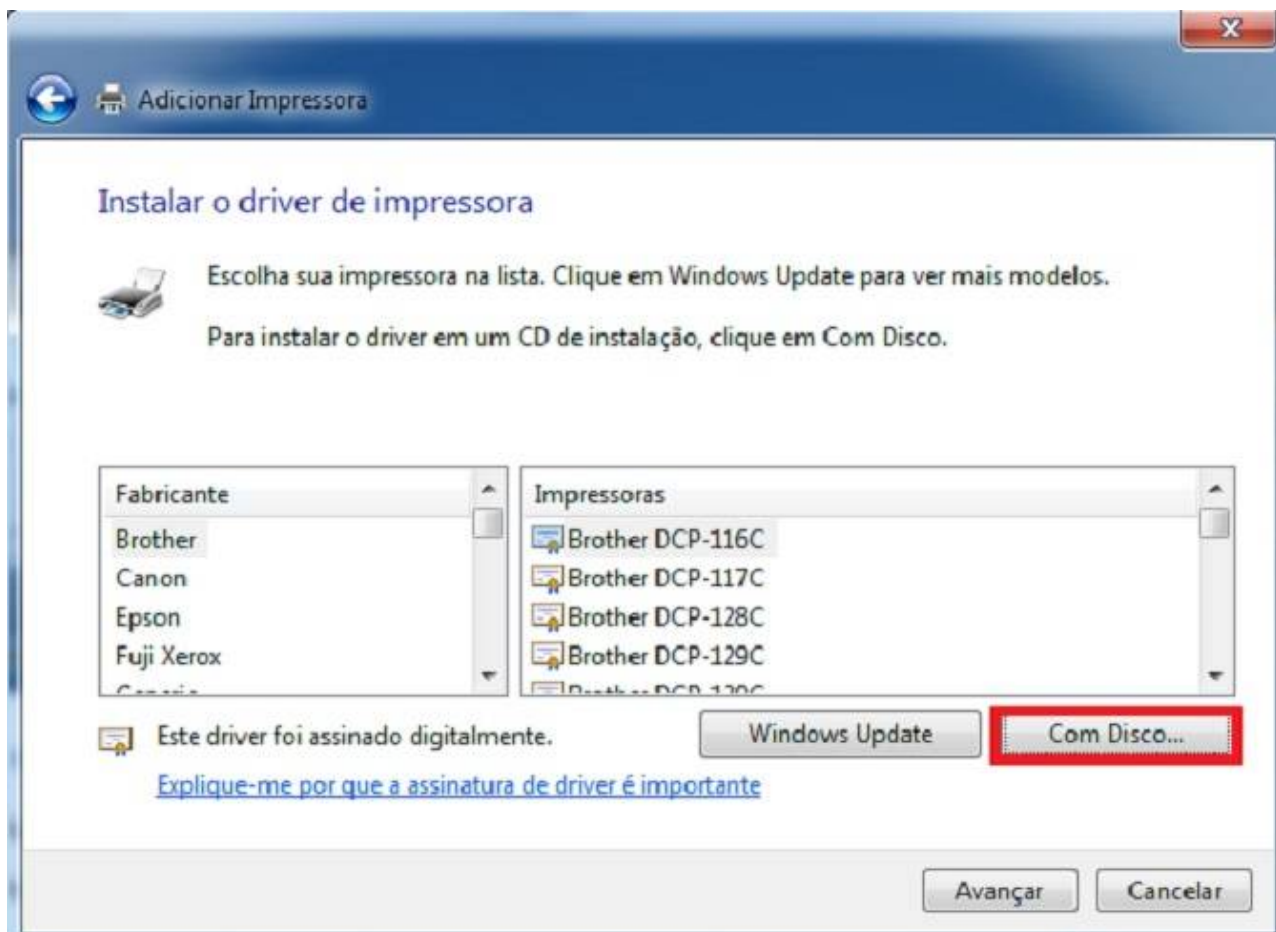 Adicionar Impressora
Instalar o driver de impressora
Escolha sua impressora na lista. Clique em Windows Update para ver mais modelos.
Para instalar o driver em um CD de instalação, clique em Com Disco.
Fabricante
Brother
Canon
Epson
Fuji Xerox
Impressoras
Brother DCP-116C
Brother DCP-117C
Brother DCP-128C
Brother DCP-129C
Este driver foi assinado digitalmente.
Windows Update
Com Disco...
Explique-me por que a assinatura de driver é importante
Avançar
Cancelar